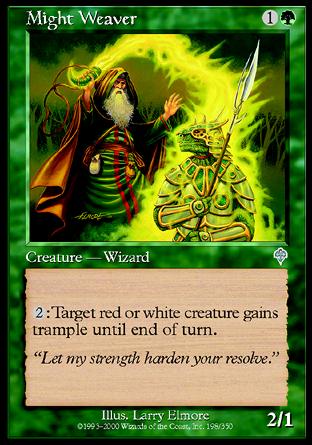 Might Weaver 1
ELMORE
Creature — Wizard
2:Target red or white creature gains
trample until end of turn.
“Let my strength harden your resolve.”
2/1
Illus. Larry Elmore
©1993–2000 Wizards of the Coast, Inc. 198/350